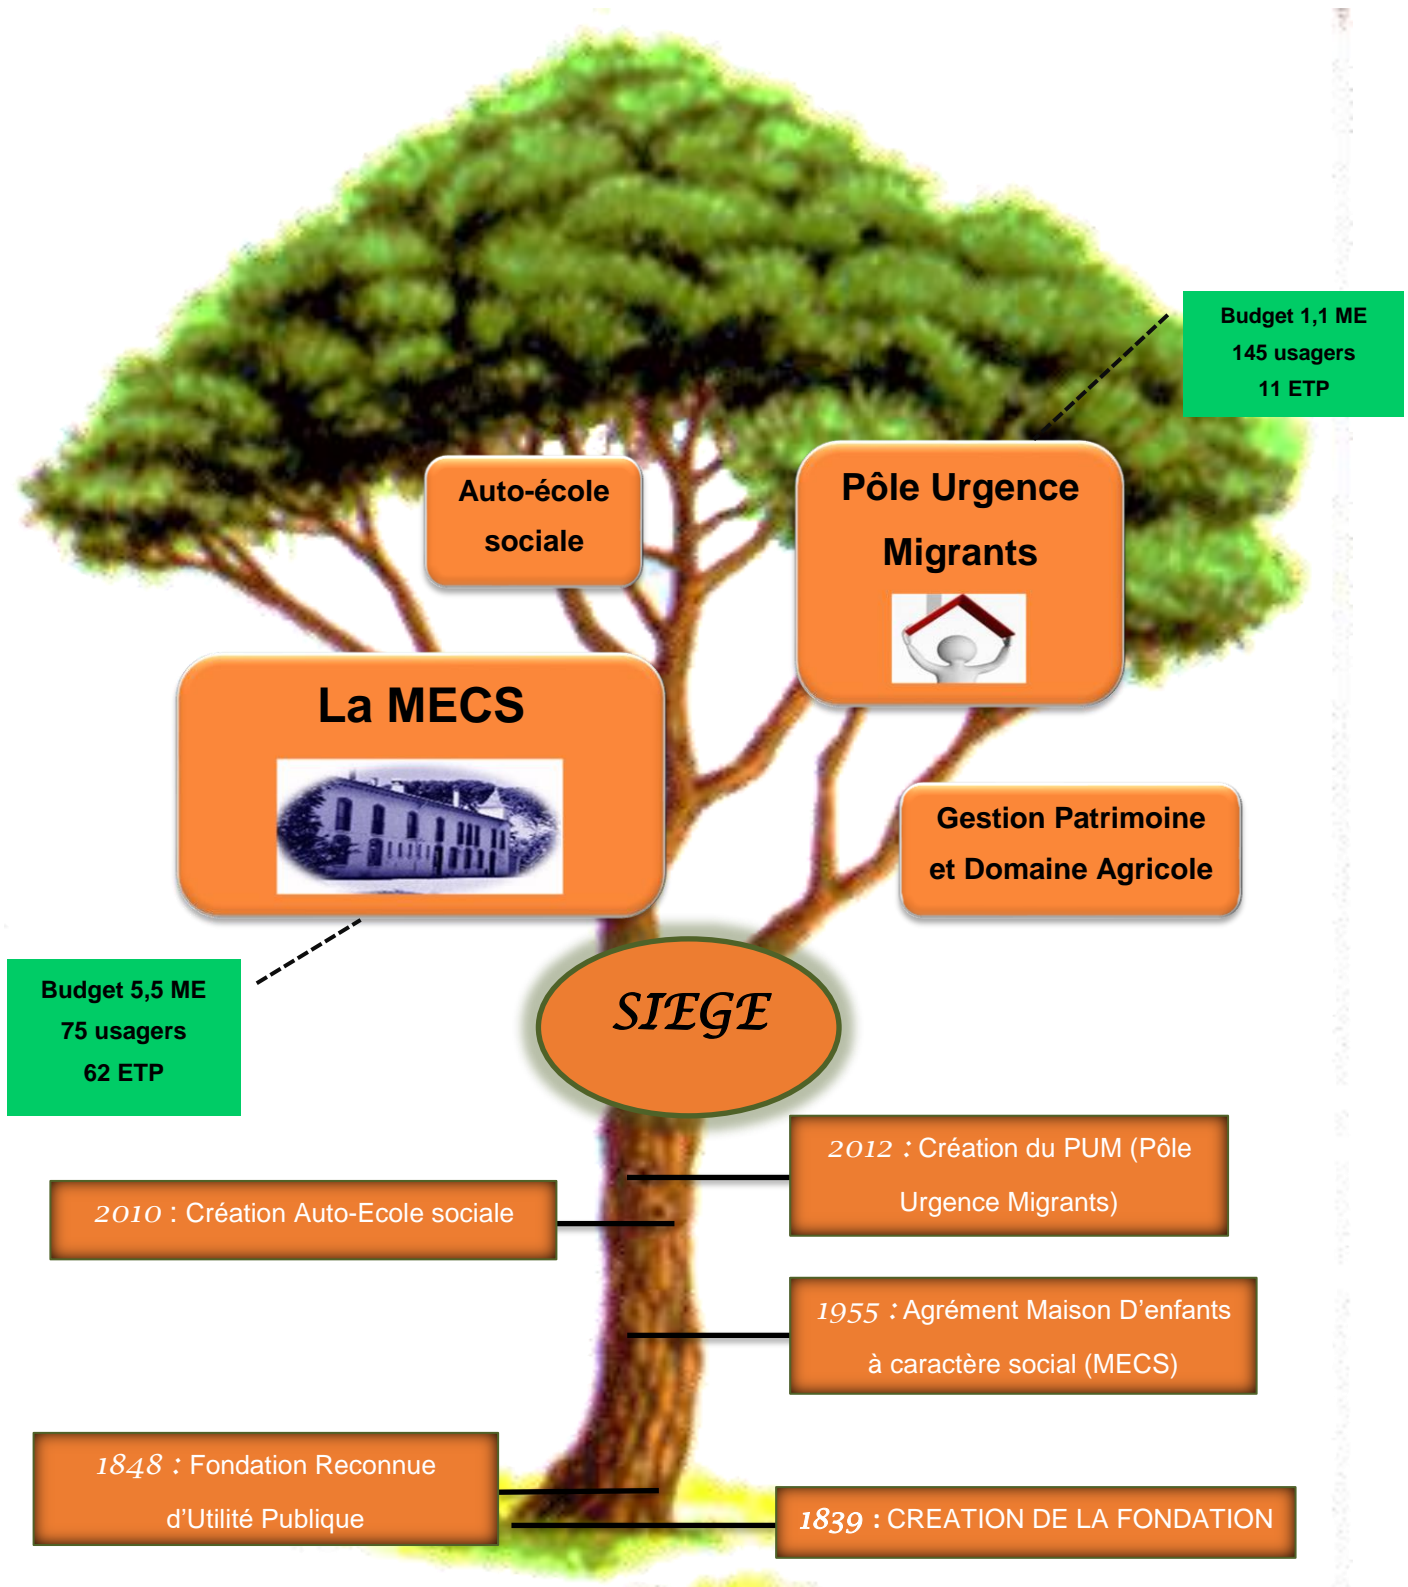 Budget 1,1 ME
145 usagers
11 ETP
Auto-école
sociale
Pôle Urgence
Migrants
La MECS
Gestion Patrimoine
et Domaine Agricole
SIEGE
Budget 5,5 ME
75 usagers
62 ETP
2012 : Création du PUM (Pôle
Urgence Migrants)
2010 : Création Auto-Ecole sociale
1955 : Agrément Maison D’enfants
à caractère social (MECS)
1848 : Fondation Reconnue
d’Utilité Publique
1839 : CREATION DE LA FONDATION